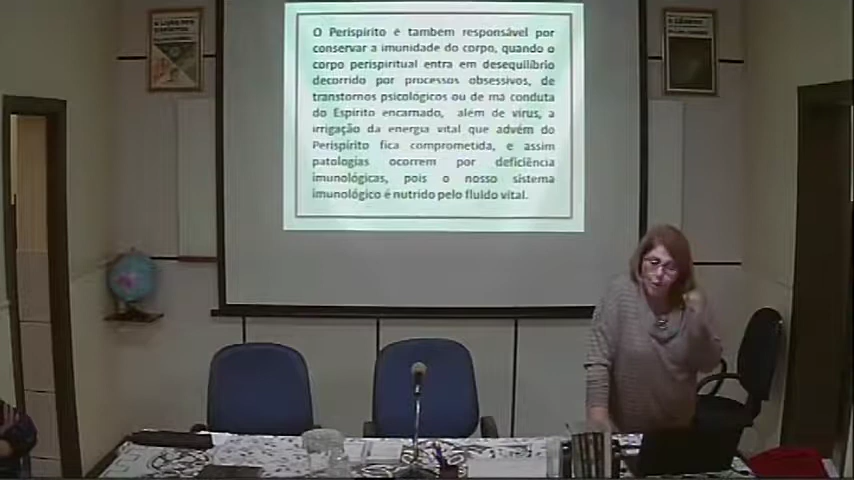 O Perispírito é tambem responsável por
conservar a imunidade do corpo, quando o
corpo perispiritual entra em desequilíbrio
decorrido por processos obsessivos, de
transtornos psicológicos ou de má conduta
do Espírito encarnado, além de vírus, a
irrigação da energia vital que advém do
Perispírito fica comprometida, e assim
patologias ocorrem por deficiência
imunológicas, pois o nosso sistema
imunológico é nutrido pelo fluido vital.